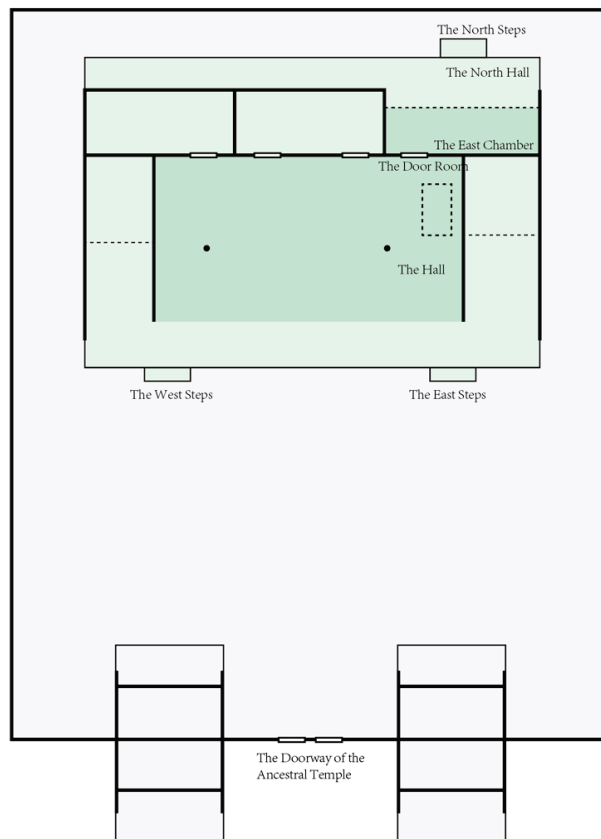 The North Steps
The North Hall
The East Chamber
The Door Room
The Hall
The West Steps
The East Steps
The Doorway of the
Ancestral Temple